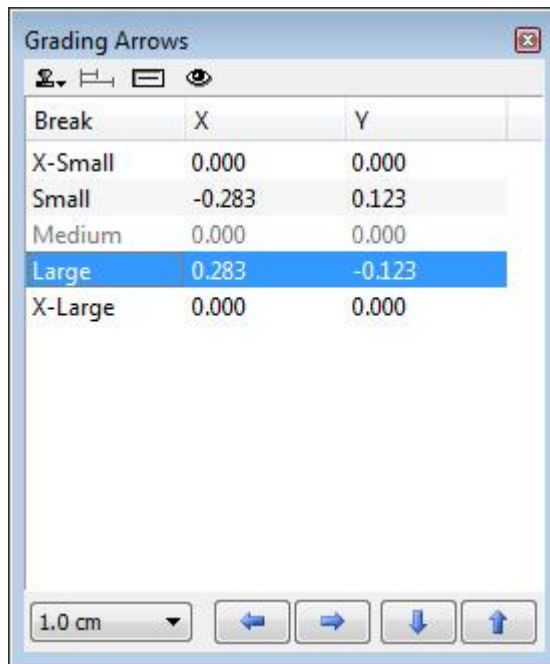 Grading Arrows
Break X Y
X-Small 0.000 0.000
Small -0.283 0.123
Medium 0.000 0.000
Large 0.283 -0.123
X-Large 0.000 0.000
1.0 cm